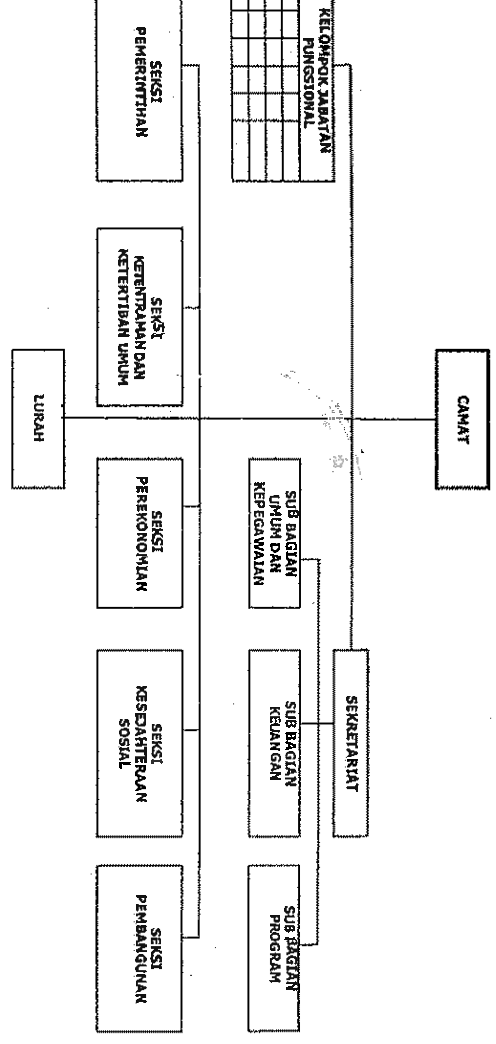 CAMAT
KELOMPOK JABATAN
FUNGSIONAL
SEKRETARIAT
SUB BAGIAN
UMUM DAN
KEPEGAWAIAN
SUB BAGIAN
KEUANGAN
SUB BAGIAN
PROGRAM
SEKSI
PEMERINTIHAN
SEKSI
KETENTRAMAN DAN
KETERTIBAN UMUM
SEKSI
PEREKONOMIAN
SEKSI
KESEJAHTERAAN
SOSIAL
SEKSI
PEMBANGUNAN
LURAH